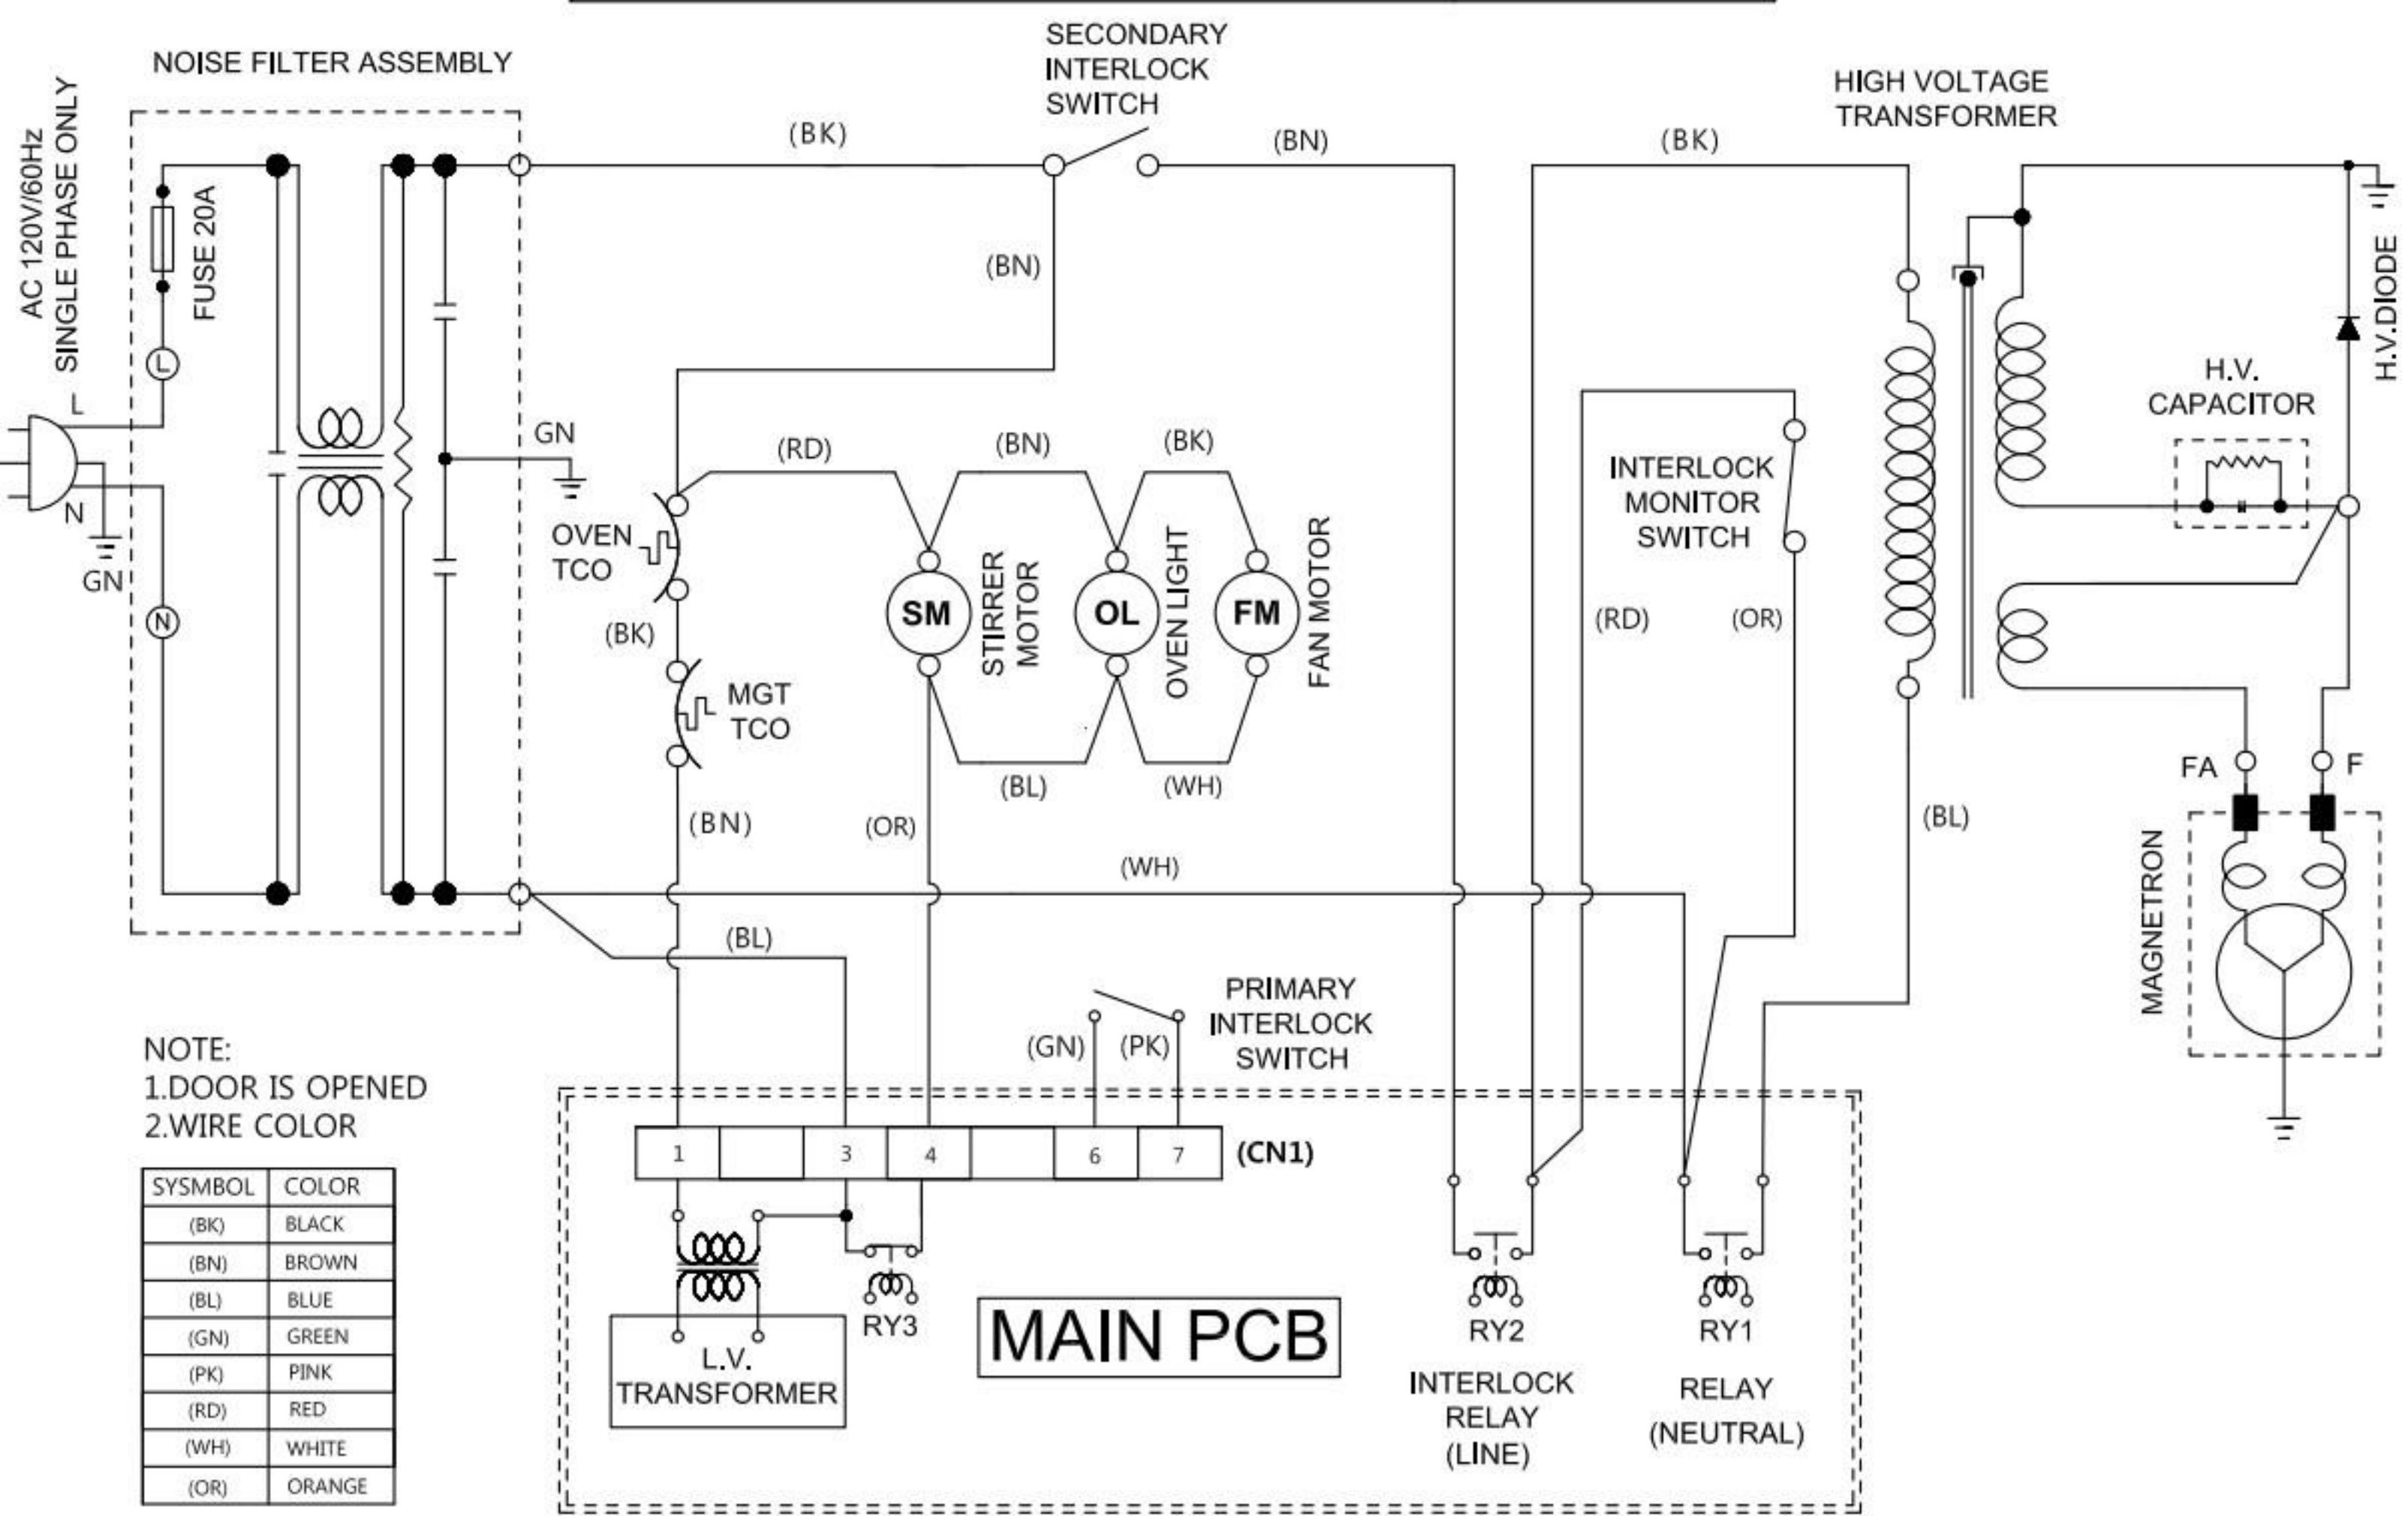 NOISE FILTER ASSEMBLY
SECONDARY
INTERLOCK
SWITCH
HIGH VOLTAGE
TRANSFORMER
AC 120V/60Hz
SINGLE PHASE ONLY
(BK)
(BN)
(BK)
FUSE 20A
(BN)
H.V.DIODE
L
L
H.V.
CAPACITOR
GN
(RD)
(BN)
(BK)
INTERLOCK
MONITOR
SWITCH
N
OVEN
TCO
GN
N
(BK)
SM
STIRRER
MOTOR
OL
OVEN LIGHT
FM
FAN MOTOR
(RD)
(OR)
MGT
TCO
(BL)
(WH)
FA
F
(BN)
(OR)
(WH)
(BL)
MAGNETRON
(BL)
PRIMARY
INTERLOCK
SWITCH
(GN)
(PK)
NOTE:
1.DOOR IS OPENED
2.WIRE COLOR
1
3
4
6
7
(CN1)
SYSMBOL COLOR
(BK) BLACK
(BN) BROWN
(BL) BLUE
(GN) GREEN
(PK) PINK
(RD) RED
(WH) WHITE
(OR) ORANGE
L.V.
TRANSFORMER
RY3
MAIN PCB
RY2
INTERLOCK
RELAY
(LINE)
RY1
RELAY
(NEUTRAL)